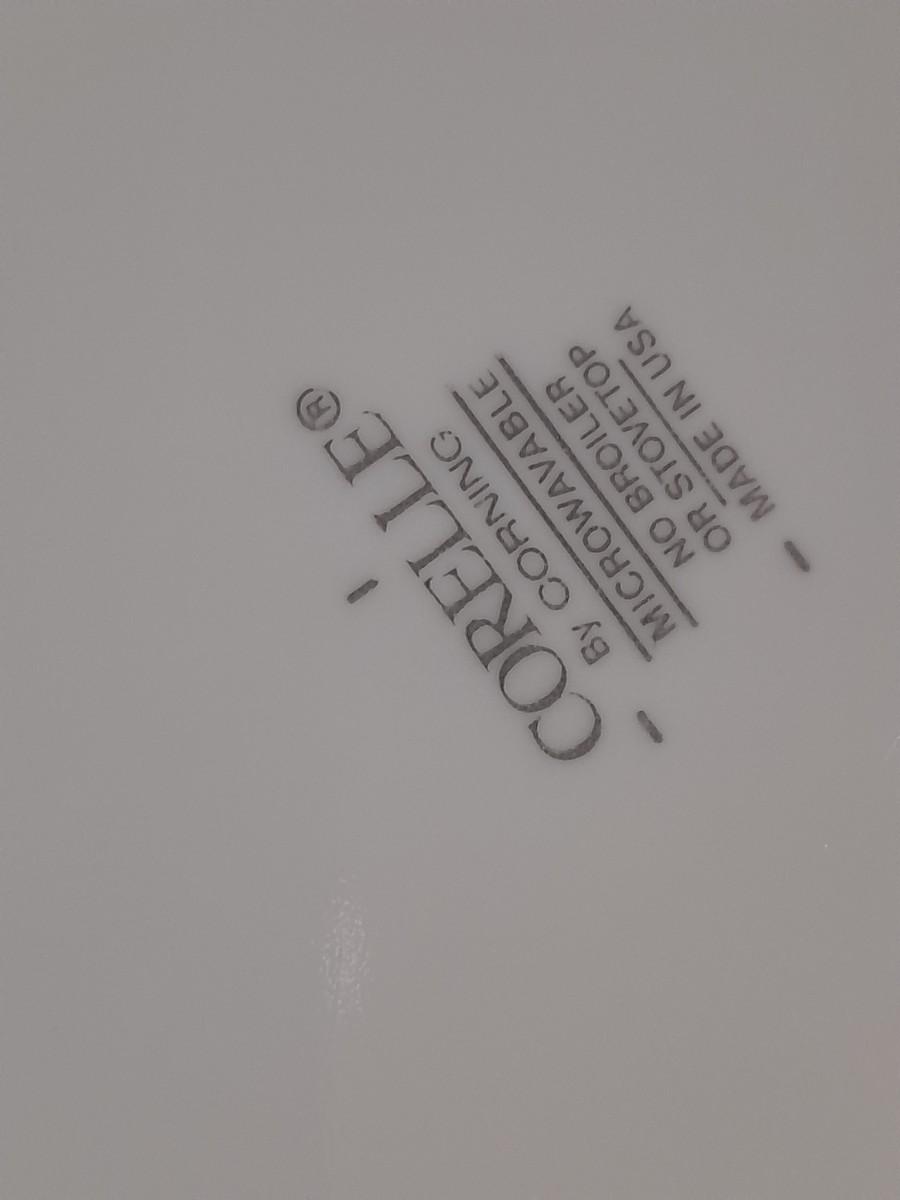 CORELLE®
BY CORNING
MICROWAVABLE
NO BROILER
OR STOVETOP
MADE IN USA